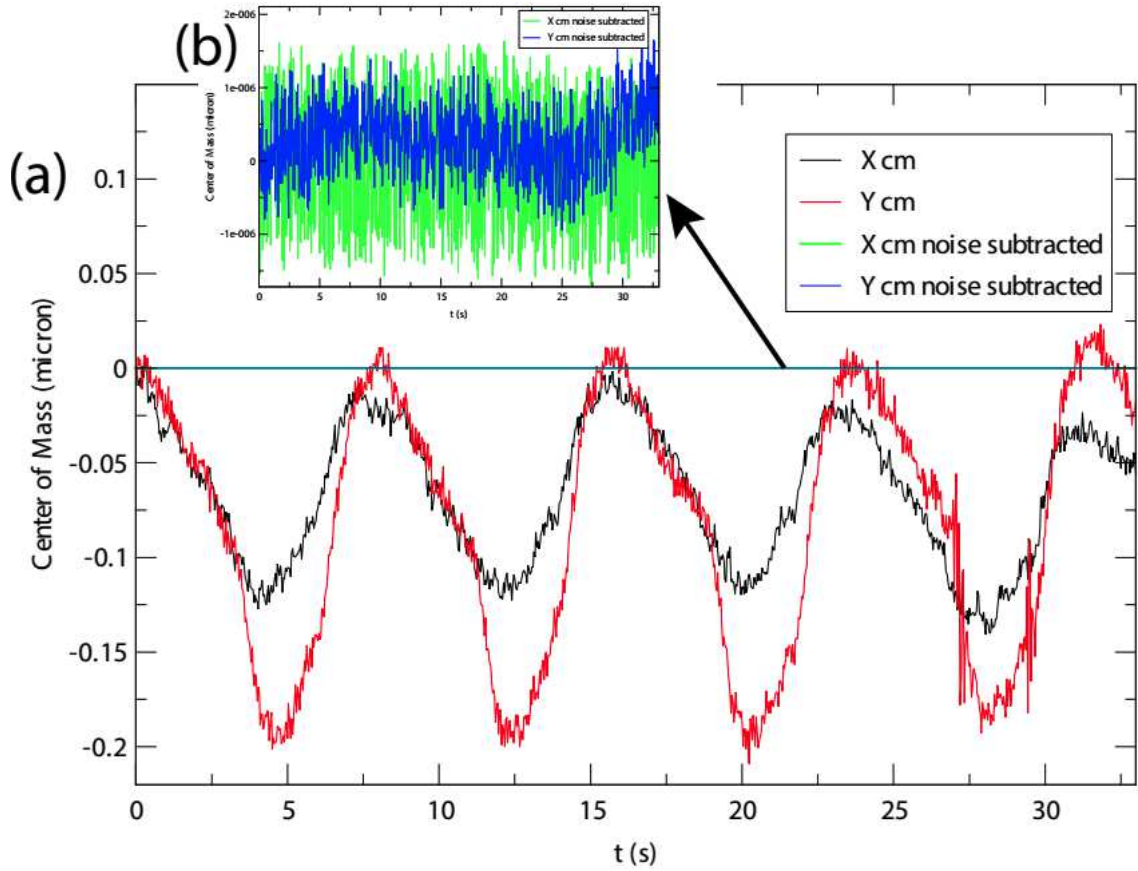 (b)
X cm noise subtracted
Y cm noise subtracted
2e-006
1e-006
0
-1e-006
Center of Mass (micron)
0 5 10 15 20 25 30
t (s)
(a)
X cm
Y cm
X cm noise subtracted
Y cm noise subtracted
0.1
0.05
0
-0.05
-0.1
-0.15
-0.2
Center of Mass (micron)
0 5 10 15 20 25 30
t (s)